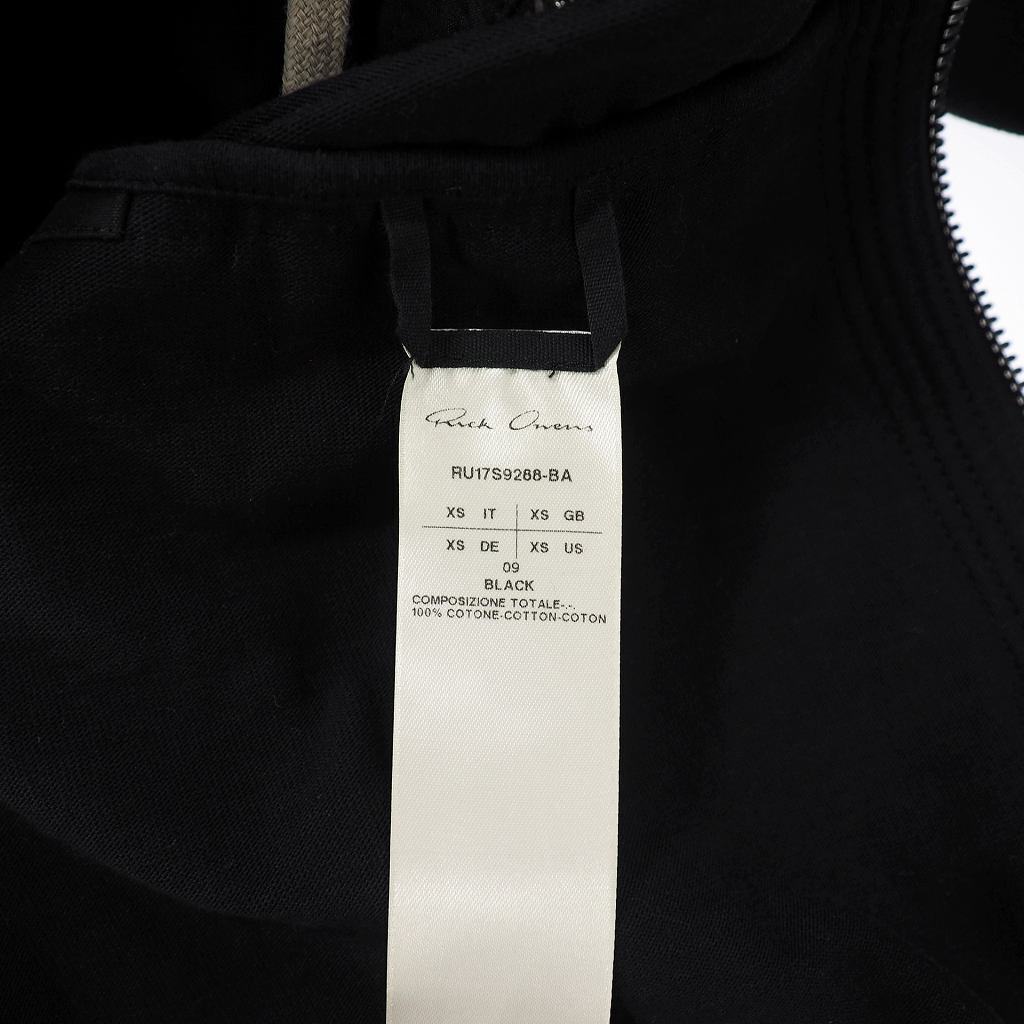 Rick Owens
RU17S9288-BA
XS IT XS GB
XS DE XS US
09
BLACK
COMPOSIZIONE TOTALE-.-.
100% COTONE-COTTON-COTON